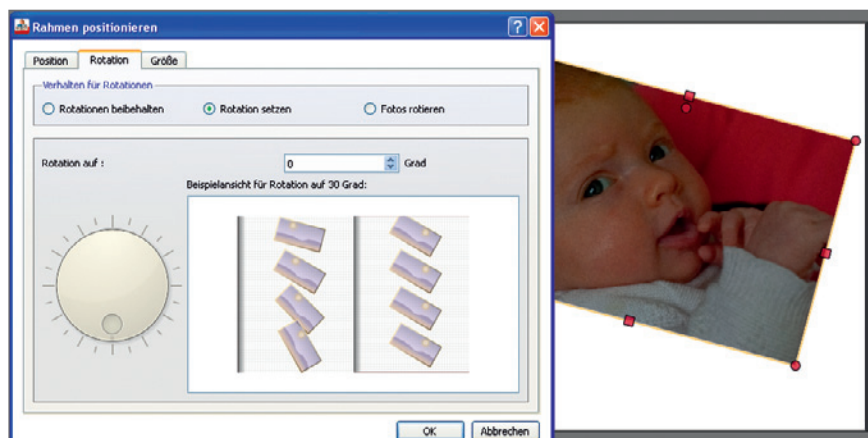 Rahmen positionieren
Position Rotation Größe
Verhalten für Rotationen
Rotationen beibehalten Rotation setzen Fotos rotieren
Rotation auf : 0 Grad
Beispielansicht für Rotation auf 30 Grad:
OK Abbrechen